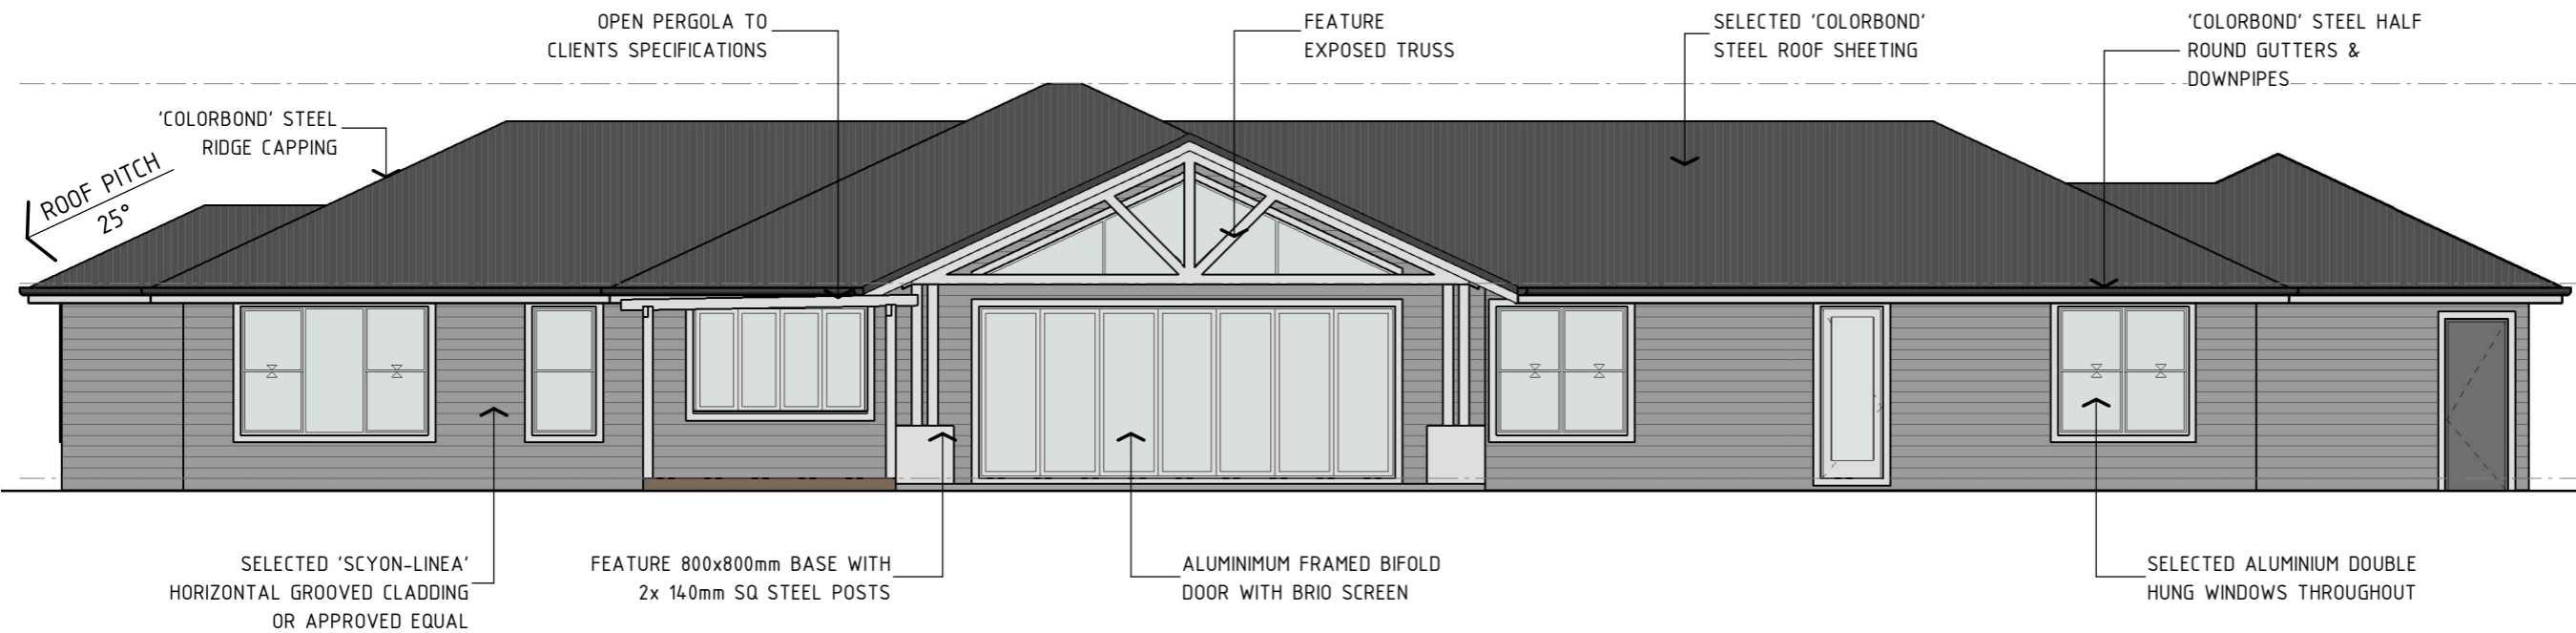 OPEN PERGOLA TO
CLIENTS SPECIFICATIONS
FEATURE
EXPOSED TRUSS
SELECTED 'COLORBOND'
STEEL ROOF SHEETING
'COLORBOND' STEEL HALF
ROUND GUTTERS &
DOWNPIPES
'COLORBOND' STEEL
RIDGE CAPPING
ROOF PITCH
25°
SELECTED 'SCYON-LINEA'
HORIZONTAL GROOVED CLADDING
OR APPROVED EQUAL
FEATURE 800x800mm BASE WITH
2x 140mm SQ STEEL POSTS
ALUMINIMUM FRAMED BIFOLD
DOOR WITH BRIO SCREEN
SELECTED ALUMINIUM DOUBLE
HUNG WINDOWS THROUGHOUT